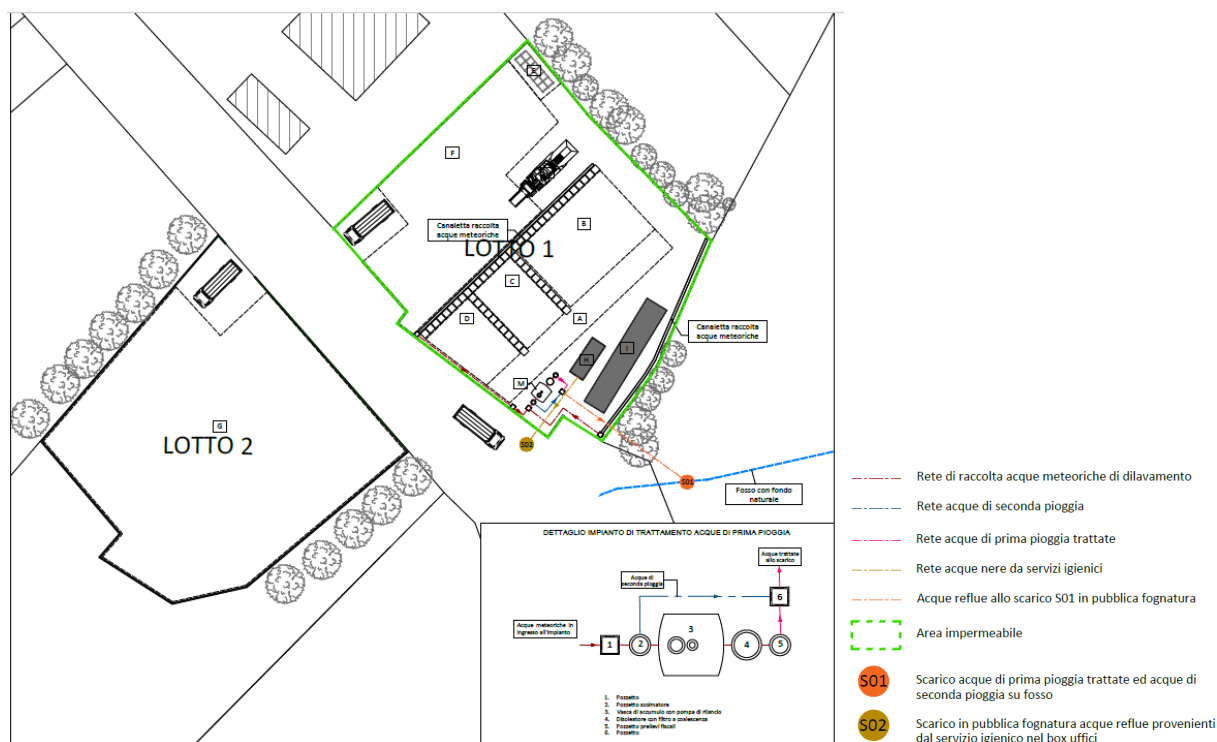 E
F
B
Canaletta raccolta
acque meteoriche
LOTTO 1
C
D
A
Canaletta raccolta
acque meteoriche
I
H
M
G
LOTTO 2
S02
S01
Fosso con fondo
naturale
DETTAGLIO IMPIANTO DI TRATTAMENTO ACQUE DI PRIMA PIOGGIA
Acque trattate
allo scarico
Acque di
seconda pioggia
Acque meteoriche in
ingresso all'impianto
1
2
3
4
5
6
1. Pozzetto
2. Pozzetto scolmatore
3. Vasca di accumulo con pompa di rilancio
4. Disoleatore con filtro a coalescenza
5. Pozzetto prelievi fiscali
6. Pozzetto
Rete di raccolta acque meteoriche di dilavamento
Rete acque di seconda pioggia
Rete acque di prima pioggia trattate
Rete acque nere da servizi igienici
Acque reflue allo scarico S01 in pubblica fognatura
Area impermeabile
S01
Scarico acque di prima pioggia trattate ed acque di
seconda pioggia su fosso
S02
Scarico in pubblica fognatura acque reflue provenienti
dal servizio igienico nel box uffici